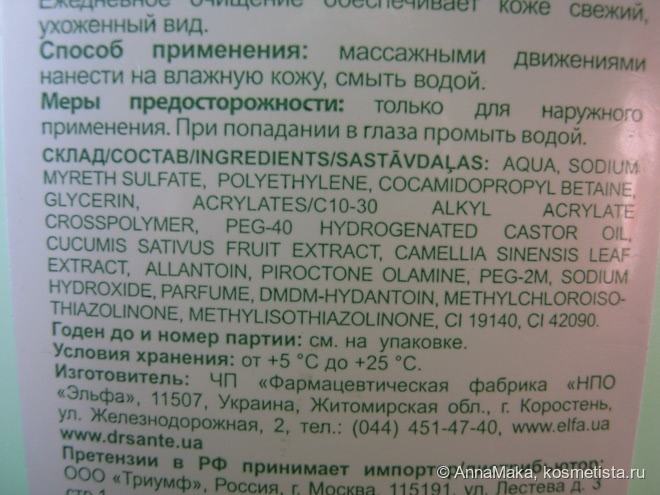 Ежедневное очищение обеспечивает коже свежий,
ухоженный вид.
Способ применения: массажными движениями
нанести на влажную кожу, смыть водой.
Меры предосторожности: только для наружного
применения. При попадании в глаза промыть водой.
СКЛАД/СОСТАВ/INGREDIENTS/SASTĀVDAĻAS: AQUA, SODIUM
MYRETH SULFATE, POLYETHYLENE, COCAMIDOPROPYL BETAINE,
GLYCERIN, ACRYLATES/C10-30 ALKYL ACRYLATE
CROSSPOLYMER, PEG-40 HYDROGENATED CASTOR OIL,
CUCUMIS SATIVUS FRUIT EXTRACT, CAMELLIA SINENSIS LEAF
EXTRACT, ALLANTOIN, PIROCTONE OLAMINE, PEG-2M, SODIUM
HYDROXIDE, PARFUME, DMDM-HYDANTOIN, METHYLCHLOROISO-
THIAZOLINONE, METHYLISOTHIAZOLINONE, CI 19140, CI 42090.
Годен до и номер партии: см. на упаковке.
Условия хранения: от +5 °С до +25 °С.
Изготовитель: ЧП «Фармацевтическая фабрика «НПО
«Эльфа», 11507, Украина, Житомирская обл., г. Коростень,
ул. Железнодорожная, 2, тел.: (044) 451-47-40, www.elfa.ua
www.drsante.ua
Претензии в РФ принимает импортер/
ООО «Триумф», Россия, г. Москва, 115191, ул. Лестева д. 3
стр 1
© AnnaMaka, kosmetista.ru